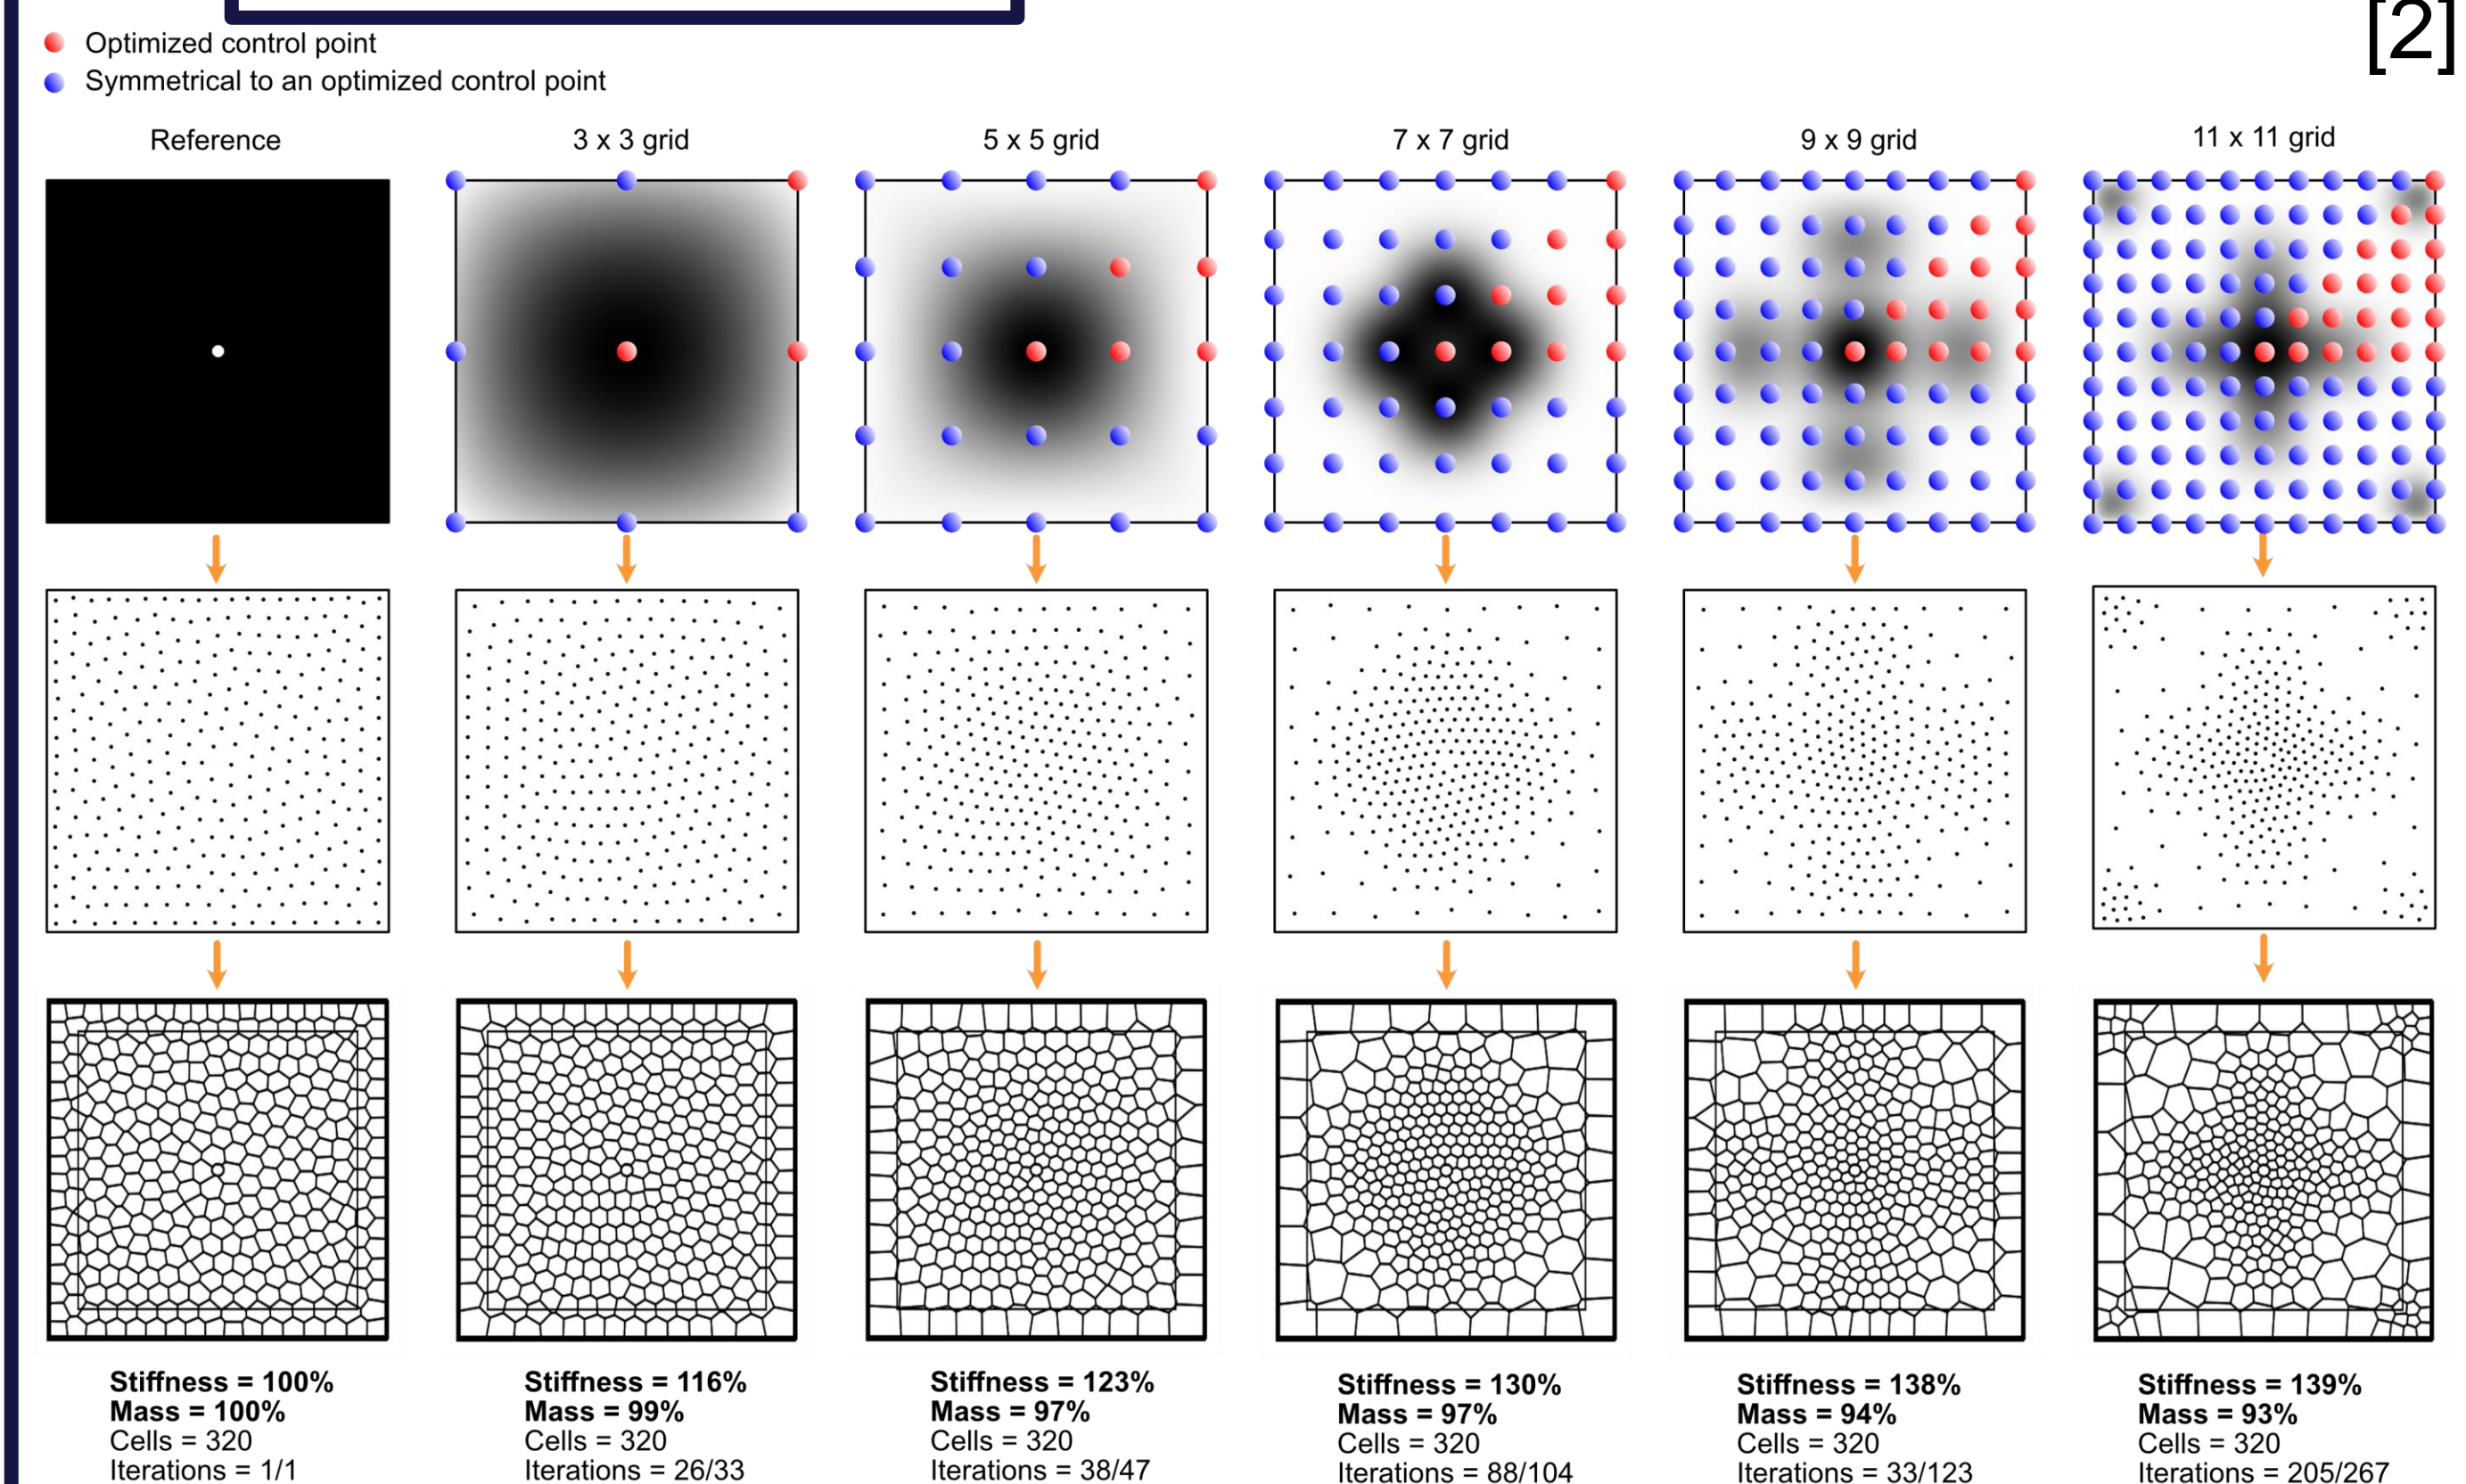 [2]
Optimized control point
Symmetrical to an optimized control point
Reference
3 x 3 grid
5 x 5 grid
7 x 7 grid
9 x 9 grid
11 x 11 grid
Stiffness = 100%
Mass = 100%
Cells = 320
Iterations = 1/1
Stiffness = 116%
Mass = 99%
Cells = 320
Iterations = 26/33
Stiffness = 123%
Mass = 97%
Cells = 320
Iterations = 38/47
Stiffness = 130%
Mass = 97%
Cells = 320
Iterations = 88/104
Stiffness = 138%
Mass = 94%
Cells = 320
Iterations = 33/123
Stiffness = 139%
Mass = 93%
Cells = 320
Iterations = 205/267